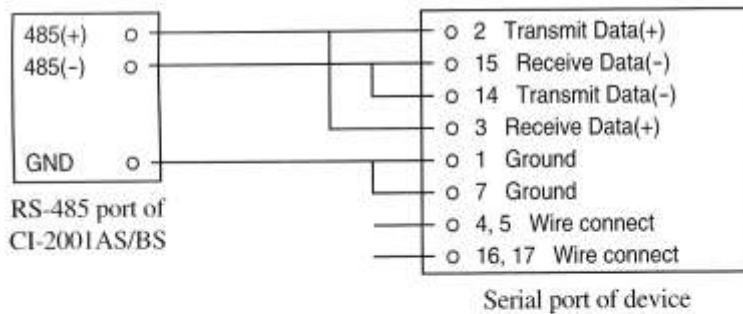 485(+)
485(-)
GND
RS-485 port of
CI-2001AS/BS
2 Transmit Data(+)
15 Receive Data(-)
14 Transmit Data(-)
3 Receive Data(+)
1 Ground
7 Ground
4, 5 Wire connect
16, 17 Wire connect
Serial port of device